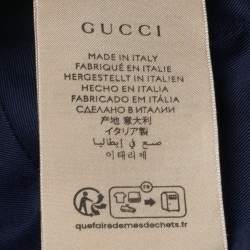 GUCCI
MADE IN ITALY
FABRIQUÉ EN ITALIE
HERGESTELLT IN ITALIEN
HECHO EN ITALIA
FABRICADO EM ITÁLIA
СДЕЛАНО В ИТАЛИИ
产地 意大利
イタリア製
صنع في إيطاليا
이태리제
FR
quefairedemesdechets.fr